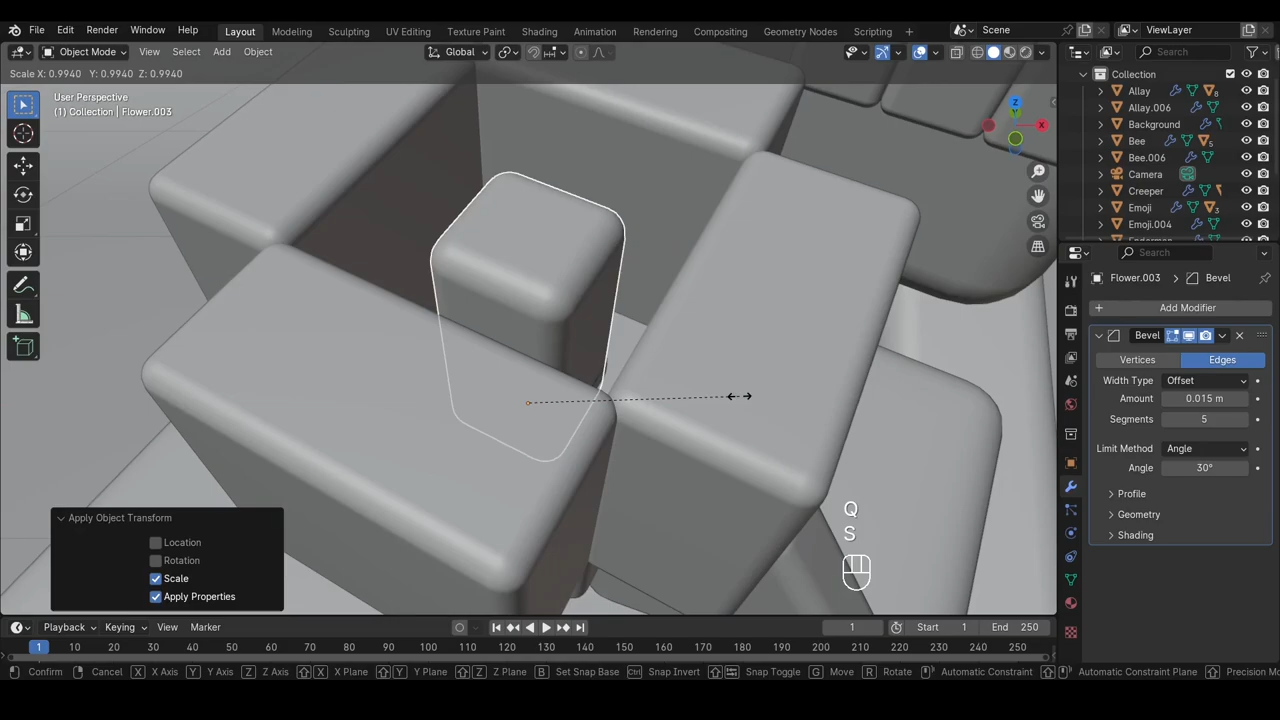 File Edit Render Window Help Layout Modeling Sculpting UV Editing Texture Paint Shading Animation Rendering Compositing Geometry Nodes Scripting Scene ViewLayer
Object Mode View Select Add Object Global Search
Scale X: 0.9940 Y: 0.9940 Z: 0.9940
User Perspective
(1) Collection | Flower.003
Z
X
Collection
Allay 8
Allay.006
Background
Bee 5
Bee.006
Camera
Creeper
Emoji 3
Emoji.004
Search
Flower.003 Bevel
Add Modifier
Bevel
Vertices Edges
Width Type Offset
Amount 0.015 m
Segments 5
Limit Method Angle
Angle 30°
Profile
Geometry
Shading
Q
S
Apply Object Transform
Location
Rotation
Scale
Apply Properties
Playback Keying View Marker 1 Start 1 End 250
1 10 20 30 40 50 60 70 80 90 100 110 120 130 140 150 160 170 180 190 200 210 220 230 240 250
Confirm Cancel X X Axis Y Y Axis Z Z Axis X X Plane Y Y Plane Z Z Plane B Set Snap Base Ctrl Snap Invert Snap Toggle G Move R Rotate Automatic Constraint Automatic Constraint Plane Precision Mo